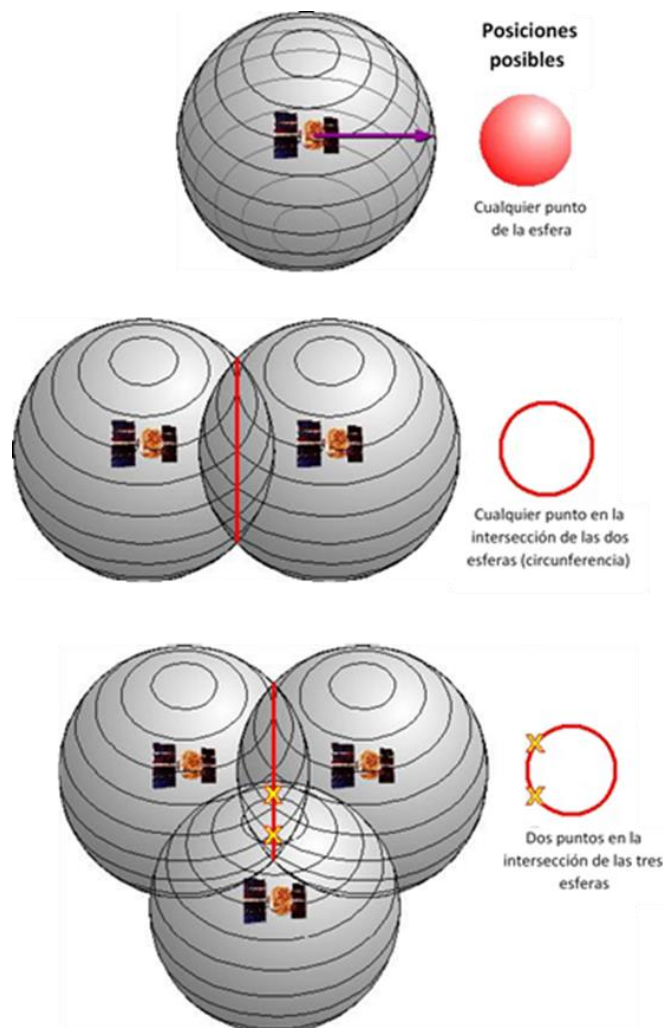 Posiciones
posibles
Cualquier punto
de la esfera
Cualquier punto en la
intersección de las dos
esferas (circunferencia)
Dos puntos en la
intersección de las tres
esferas